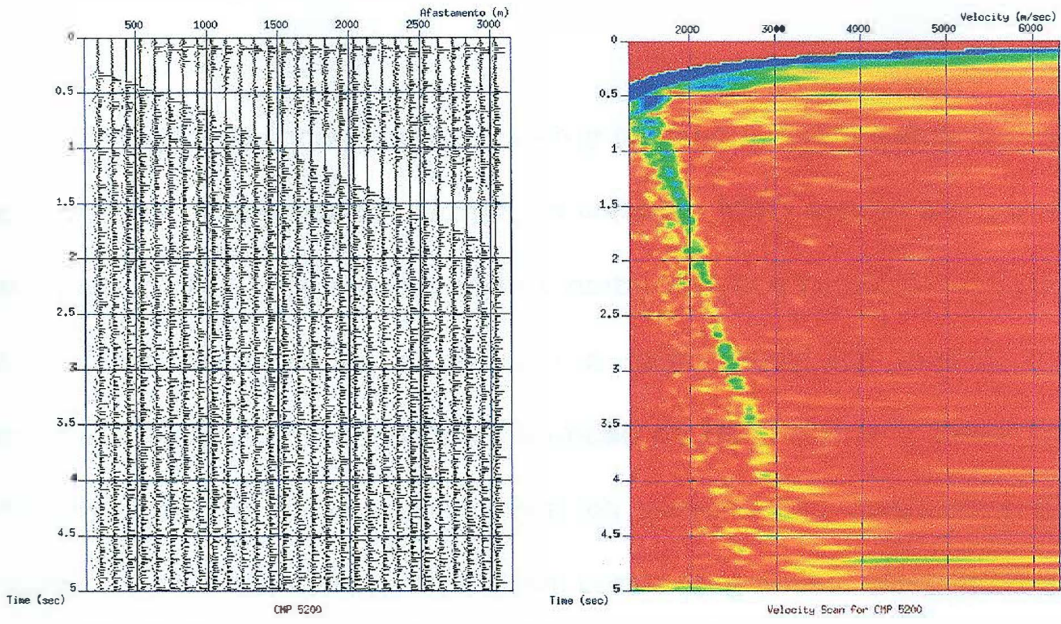 Afastamento (m)
500 1000 1500 2000 2500 3000
0
0.5
1
1.5
2
2.5
3
3.5
4
4.5
5
Time (sec)
CMP 5200
Velocity (m/sec)
2000 3000 4000 5000 6000
0
0.5
1
1.5
2
2.5
3
3.5
4
4.5
5
Time (sec)
Velocity Scan for CMP 5200